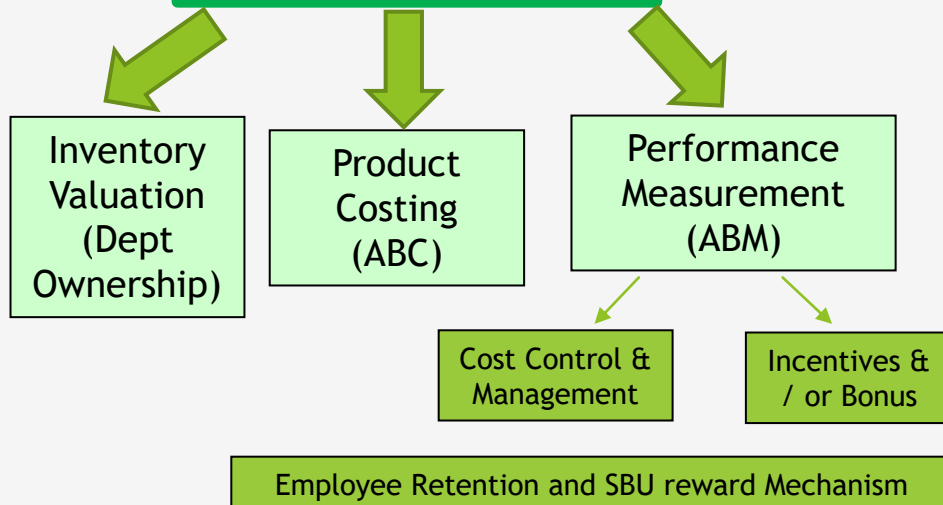 Inventory
Valuation
(Dept
Ownership)
Product
Costing
(ABC)
Performance
Measurement
(ABM)
Cost Control &
Management
Incentives &
/ or Bonus
Employee Retention and SBU reward Mechanism